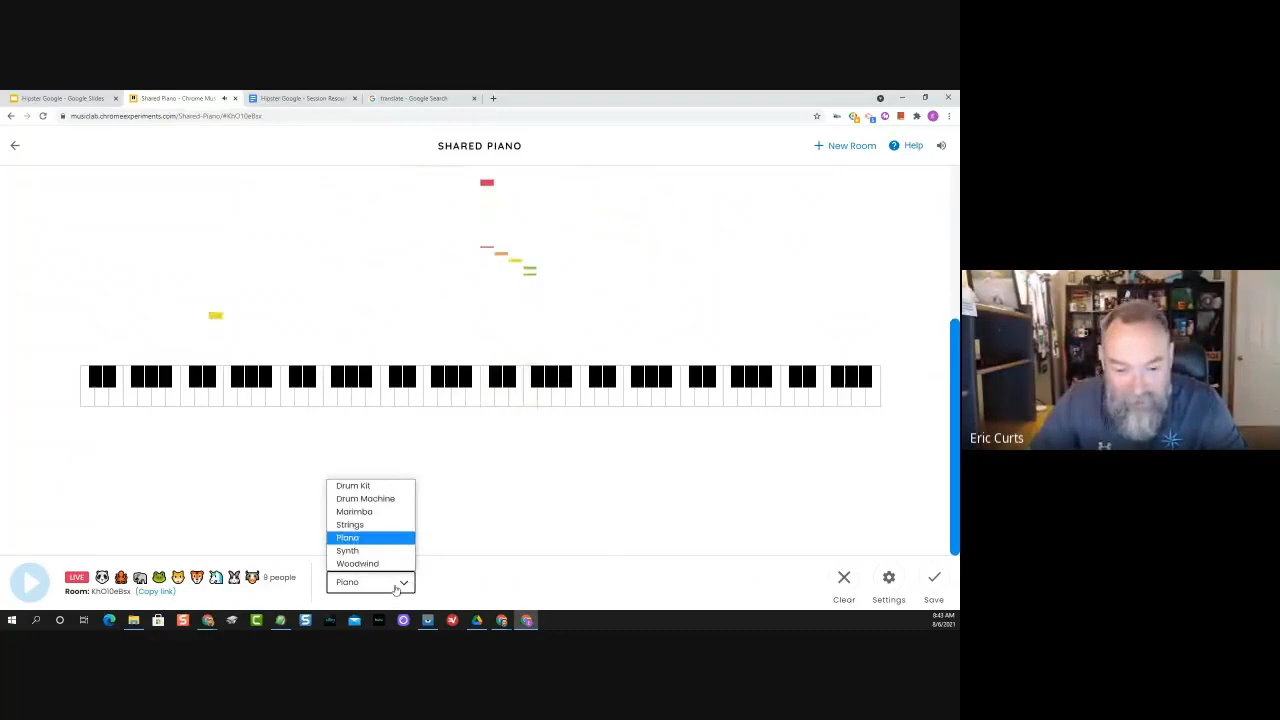 Hipster Google - Google Slides
Shared Piano - Chrome Mus
Hipster Google - Session Resou
translate - Google Search
musiclab.chromeexperiments.com/Shared-Piano/#KhO10eBsx
SHARED PIANO
New Room
Help
Drum Kit
Drum Machine
Marimba
Strings
Piano
Synth
Woodwind
Piano
LIVE
9 people
Room: KhO10eBsx (Copy link)
Clear
Settings
Save
8:43 AM
8/6/2021
Eric Curts